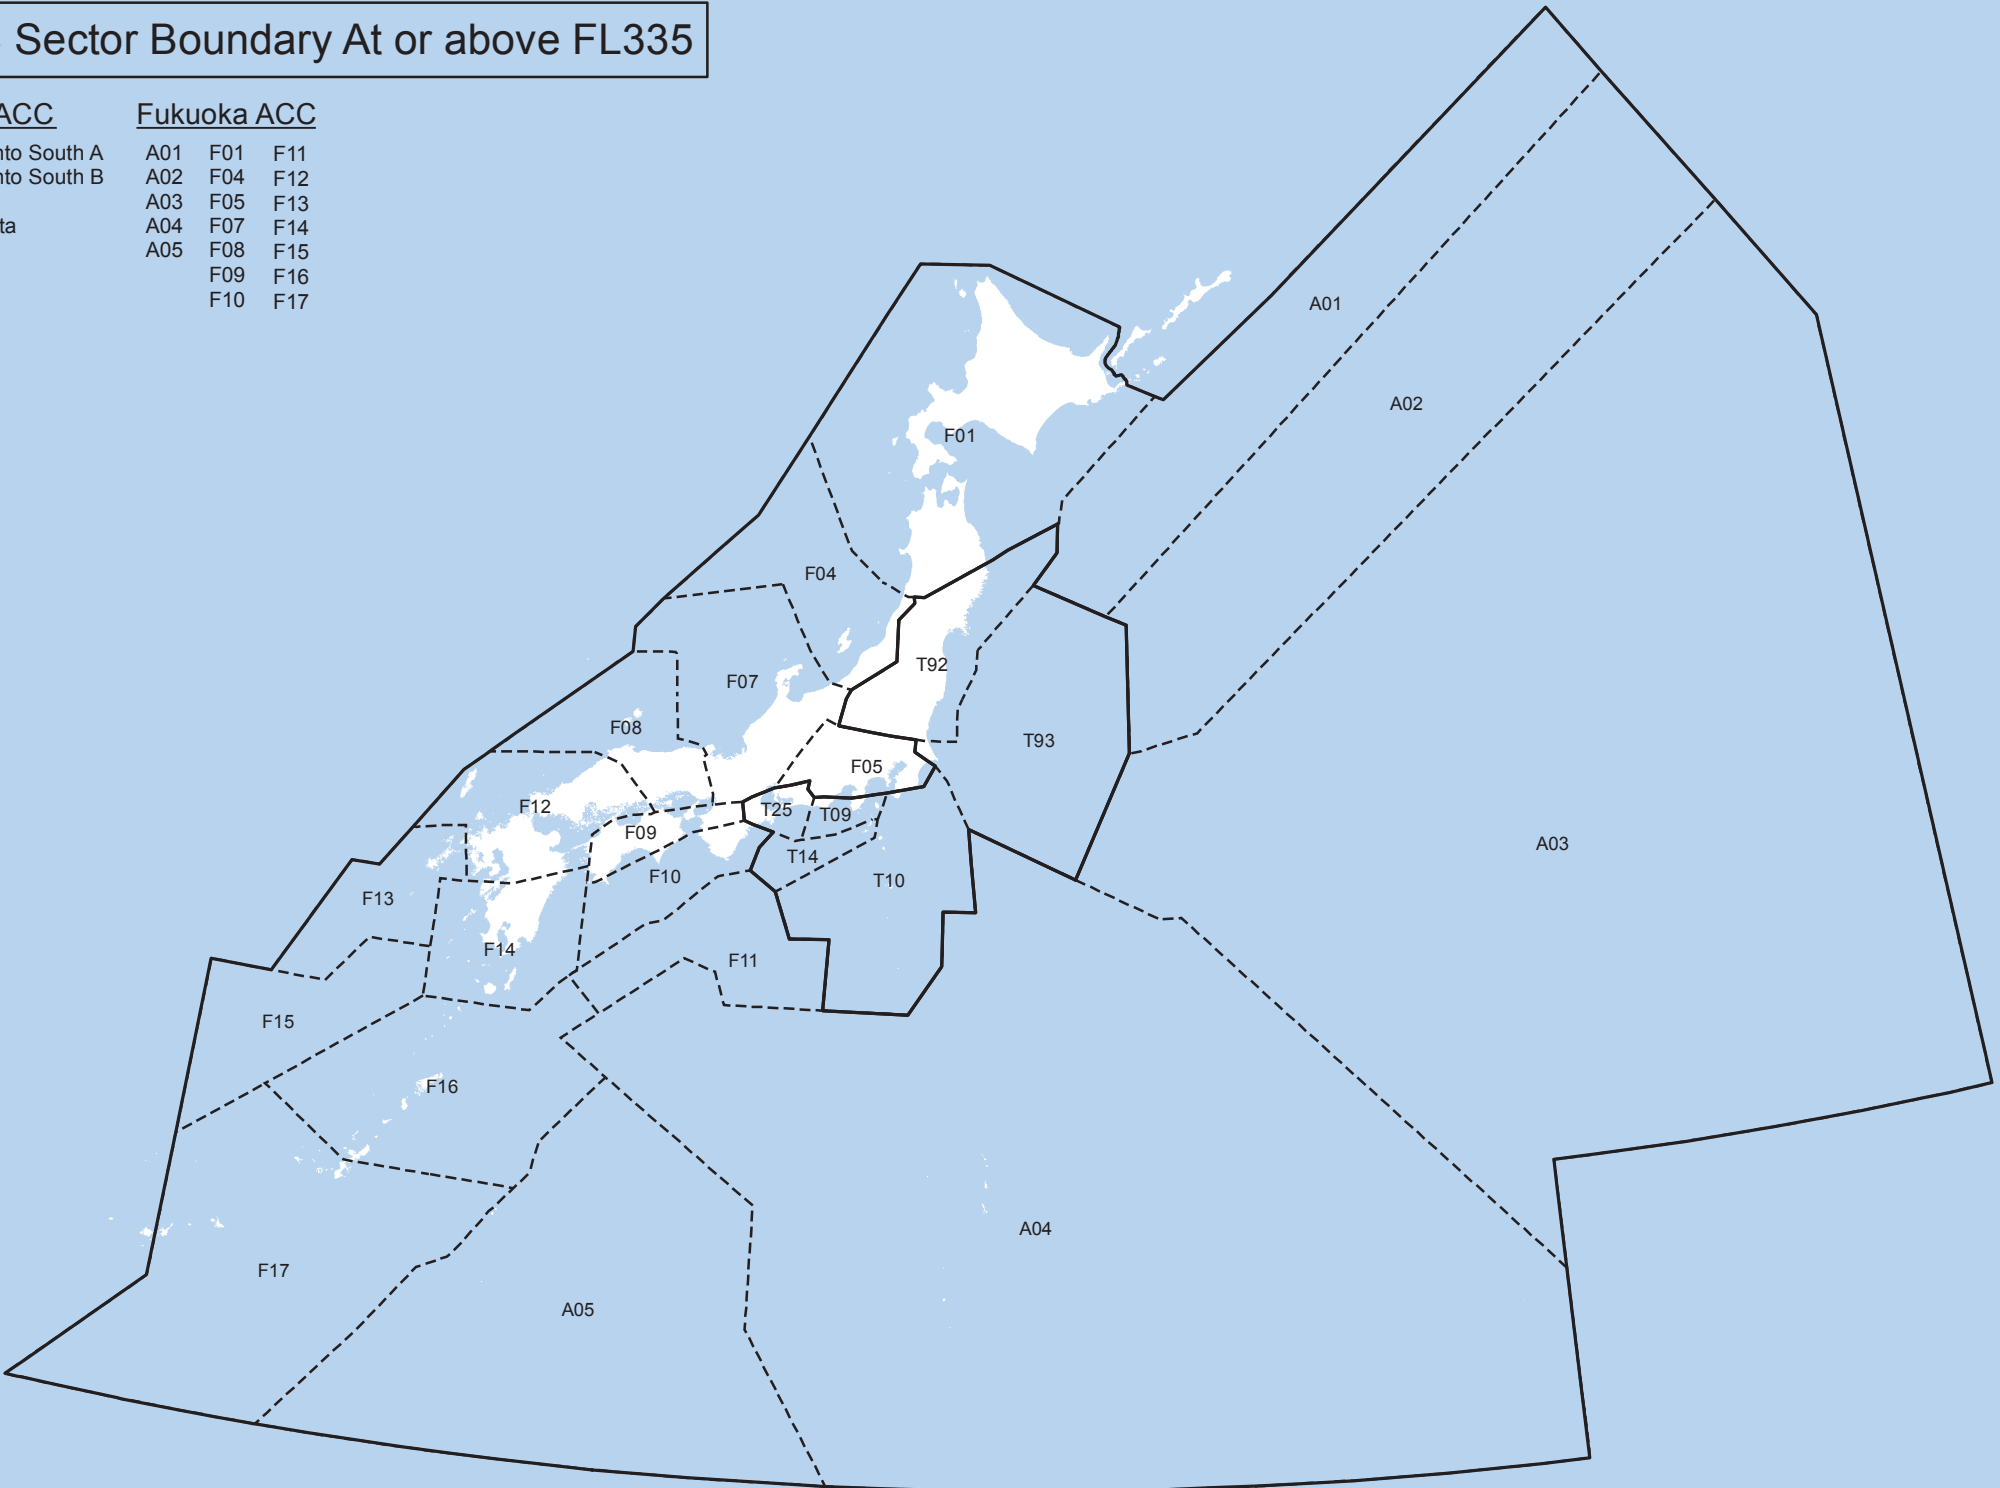 Sector Boundary At or above FL335
ACC
Fukuoka ACC
nto South A
A01 F01 F11
nto South B
A02 F04 F12
A03 F05 F13
ta
A04 F07 F14
A05 F08 F15
F09 F16
F10 F17
A01
A02
F01
F04
T92
F07
F08
T93
F05
F12
T25
T09
F09
A03
T14
F10
T10
F13
F14
F11
F15
F16
A04
F17
A05